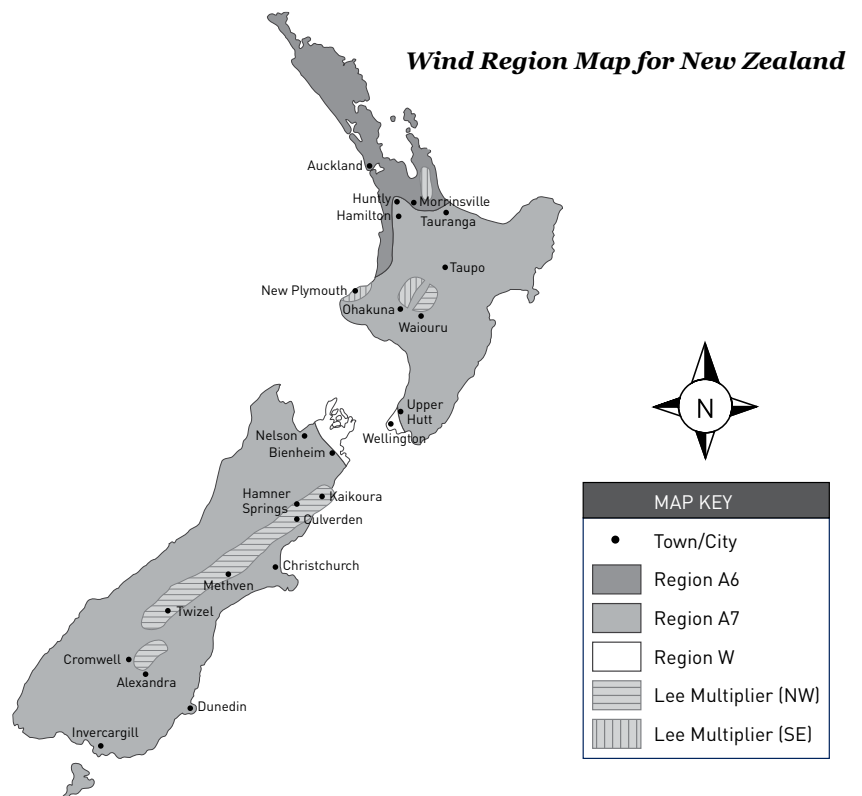 Wind Region Map for New Zealand
Auckland
Huntly
Morrinsville
Hamilton
Tauranga
Taupo
New Plymouth
Ohakuna
Waiouru
Upper
Hutt
Wellington
Nelson
Bienheim
Hamner
Springs
Kaikoura
Culverden
Christchurch
Methven
Twizel
Cromwell
Alexandra
Dunedin
Invercargill
N
MAP KEY
Town/City
Region A6
Region A7
Region W
Lee Multiplier (NW)
Lee Multiplier (SE)